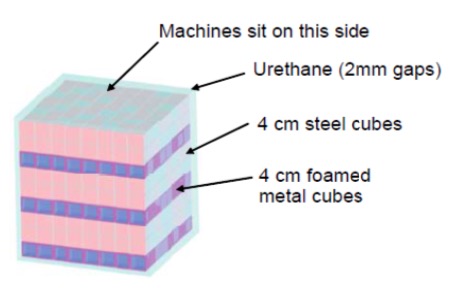 Machines sit on this side
Urethane (2mm gaps)
4 cm steel cubes
4 cm foamed
metal cubes